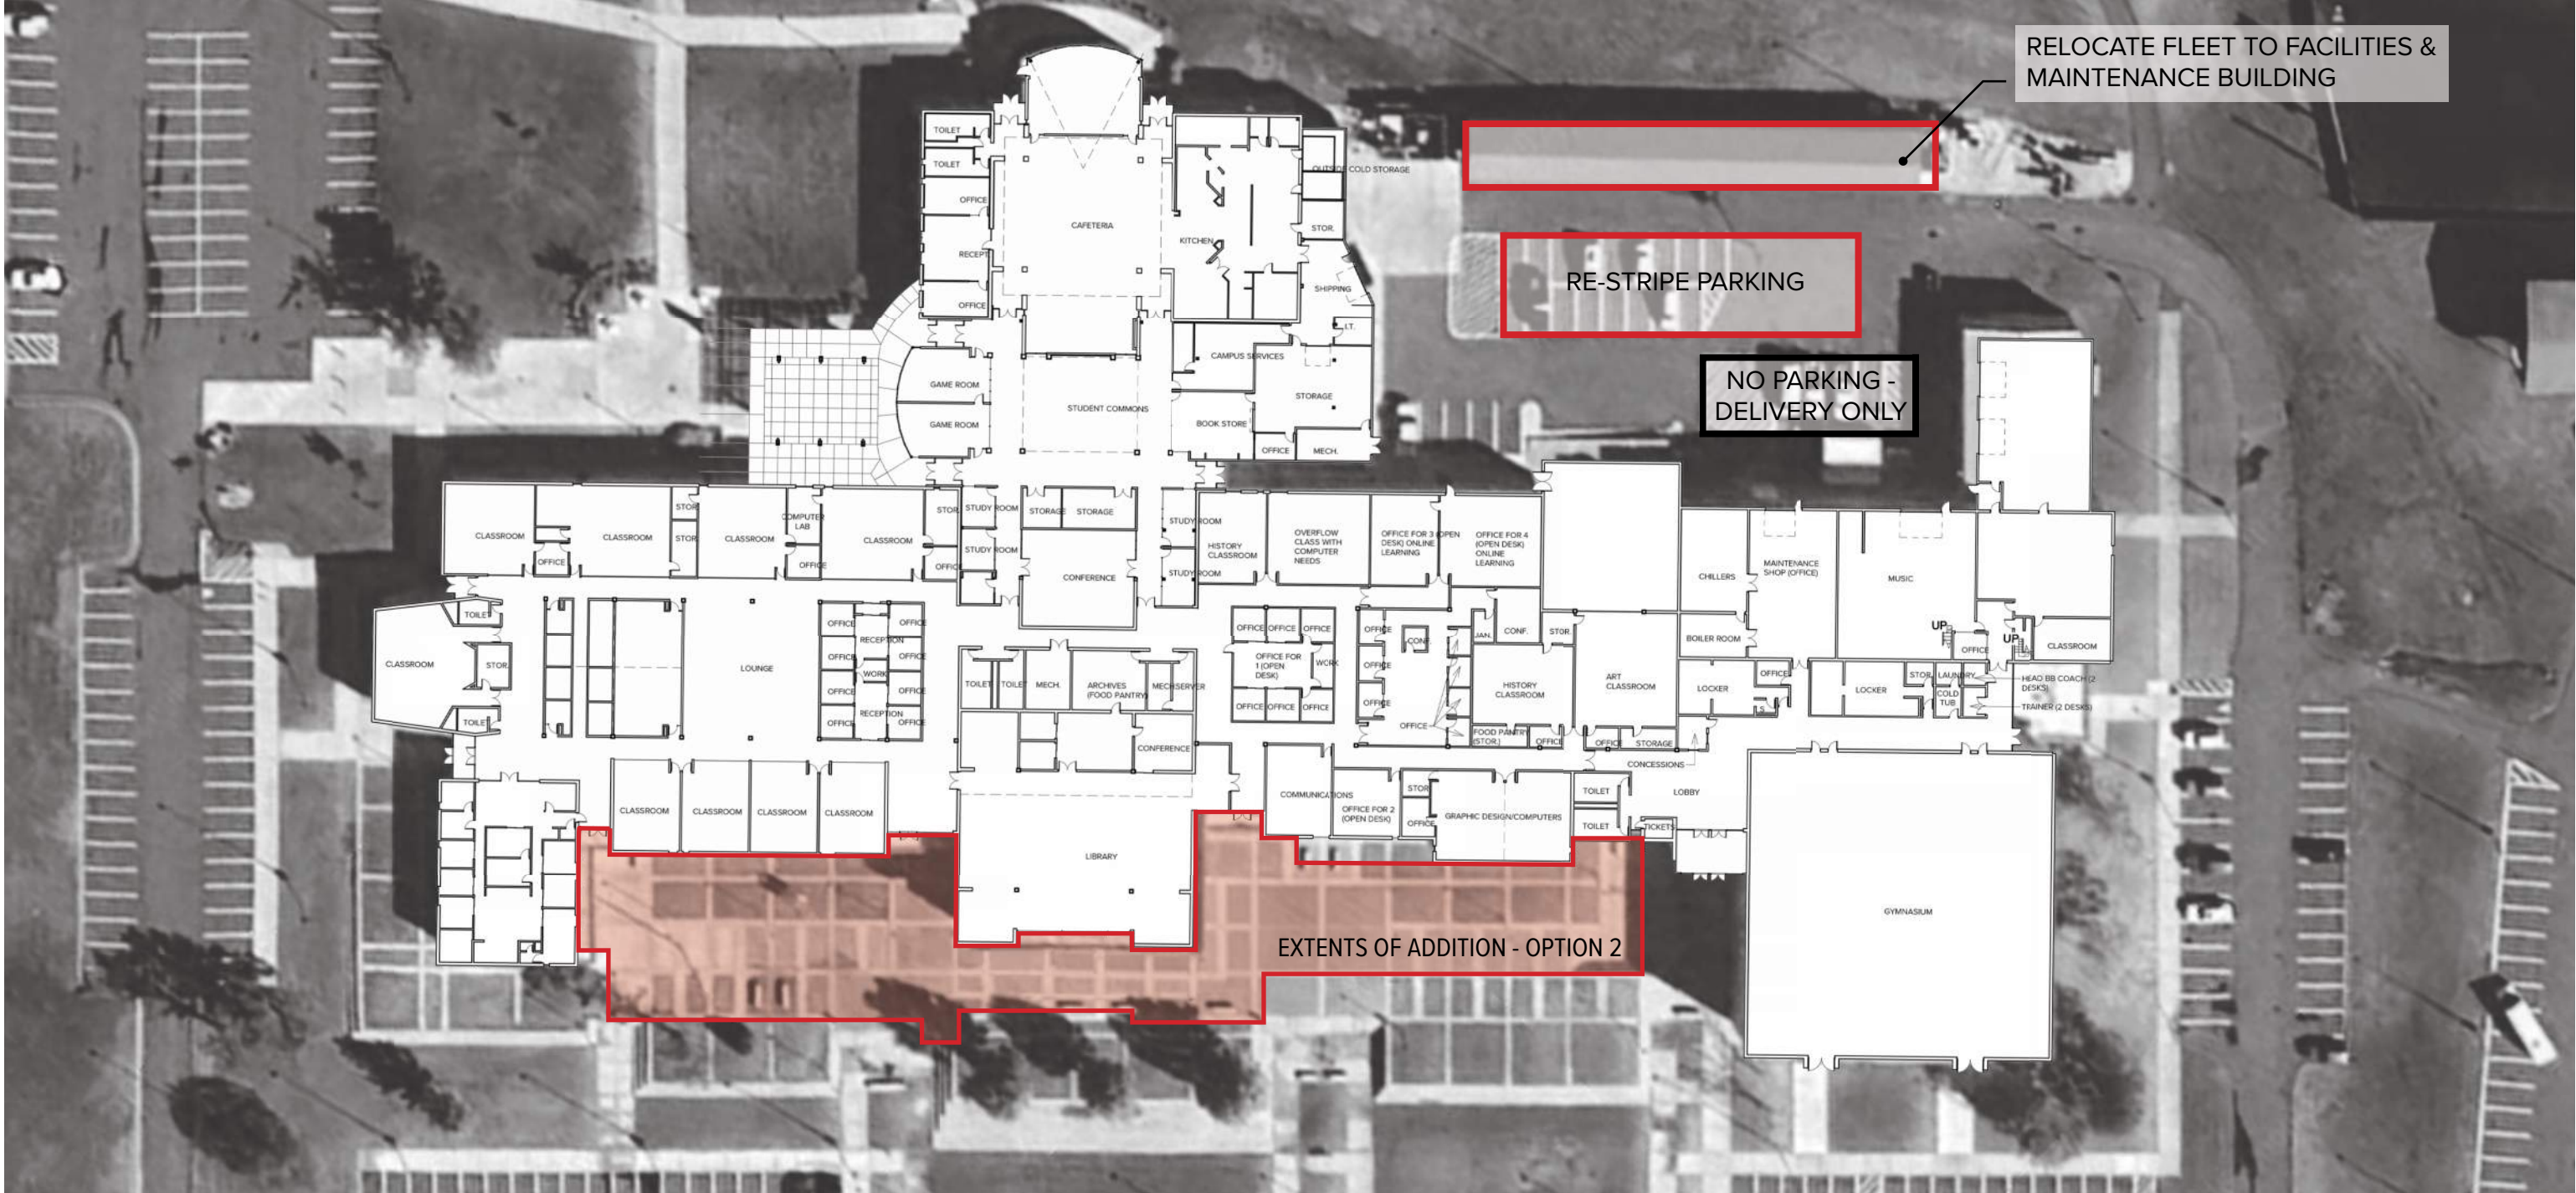 RELOCATE FLEET TO FACILITIES &
MAINTENANCE BUILDING
RE-STRIPE PARKING
NO PARKING -
DELIVERY ONLY
TOILET
TOILET
OFFICE
RECEPT.
OFFICE
CAFETERIA
KITCHEN
OUTSIDE COLD STORAGE
STOR.
SHIPPING
I.T.
CAMPUS SERVICES
STORAGE
BOOK STORE
OFFICE
MECH.
GAME ROOM
GAME ROOM
STUDENT COMMONS
CLASSROOM
OFFICE
CLASSROOM
STOR.
STOR.
CLASSROOM
COMPUTER
LAB
OFFICE
CLASSROOM
STOR.
OFFICE
STUDY ROOM
STUDY ROOM
STORAGE
STORAGE
CONFERENCE
STUDY ROOM
STUDY ROOM
HISTORY
CLASSROOM
OVERFLOW
CLASS WITH
COMPUTER
NEEDS
OFFICE FOR 3 (OPEN
DESK) ONLINE
LEARNING
OFFICE FOR 4
(OPEN DESK)
ONLINE
LEARNING
CHILLERS
MAINTENANCE
SHOP (OFFICE)
MUSIC
BOILER ROOM
UP
UP
OFFICE
CLASSROOM
TOILET
CLASSROOM
STOR.
TOILET
LOUNGE
OFFICE
OFFICE
OFFICE
OFFICE
RECEPTION
WORK
RECEPTION
OFFICE
OFFICE
OFFICE
OFFICE
TOILET
TOILET
MECH.
ARCHIVES
(FOOD PANTRY)
MECH.
SERVER
CONFERENCE
OFFICE
OFFICE
OFFICE
OFFICE FOR
1 (OPEN
DESK)
WORK
OFFICE
OFFICE
OFFICE
OFFICE
OFFICE
OFFICE
CONF.
OFFICE
JAN.
CONF.
STOR.
HISTORY
CLASSROOM
FOOD PANTRY
(STOR.)
OFFICE
ART
CLASSROOM
OFFICE
STORAGE
LOCKER
OFFICE
LOCKER
STOR.
LAUNDRY
COLD
TUB
HEAD BB COACH (2
DESKS)
TRAINER (2 DESKS)
CONCESSIONS
CLASSROOM
CLASSROOM
CLASSROOM
CLASSROOM
LIBRARY
COMMUNICATIONS
OFFICE FOR 2
(OPEN DESK)
STOR.
OFFICE
GRAPHIC DESIGN/COMPUTERS
TOILET
TOILET
LOBBY
TICKETS
GYMNASIUM
EXTENTS OF ADDITION - OPTION 2